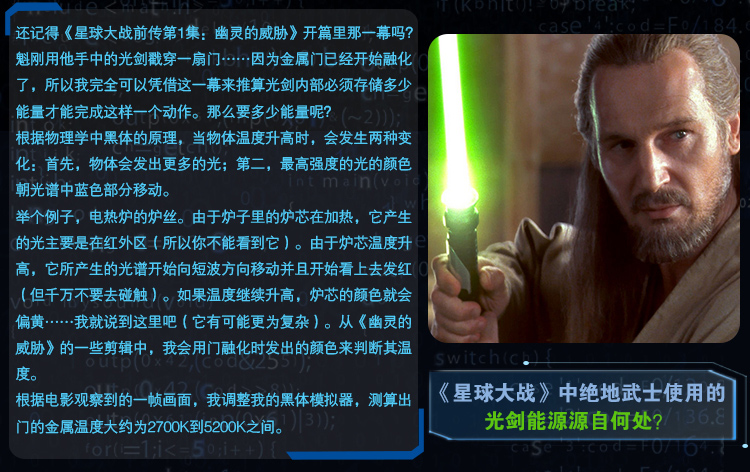 还记得《星球大战前传第1集：幽灵的威胁》开篇里那一幕吗?
魁刚用他手中的光剑戳穿一扇门……因为金属门已经开始融化
了，所以我完全可以凭借这一幕来推算光剑内部必须存储多少
能量才能完成这样一个动作。那么要多少能量呢?
根据物理学中黑体的原理，当物体温度升高时，会发生两种变
化：首先，物体会发出更多的光；第二，最高强度的光的颜色
朝光谱中蓝色部分移动。
举个例子，电热炉的炉丝。由于炉子里的炉芯在加热，它产生
的光主要是在红外区（所以你不能看到它）。由于炉芯温度升
高，它所产生的光谱开始向短波方向移动并且开始看上去发红
（但千万不要去碰触）。如果温度继续升高，炉芯的颜色就会
偏黄……我就说到这里吧（它有可能更为复杂）。从《幽灵的
威胁》的一些剪辑中，我会用门融化时发出的颜色来判断其温
度。
根据电影观察到的一帧画面，我调整我的黑体模拟器，测算出
门的金属温度大约为2700K到5200K之间。
《星球大战》中绝地武士使用的
光剑能源源自何处?